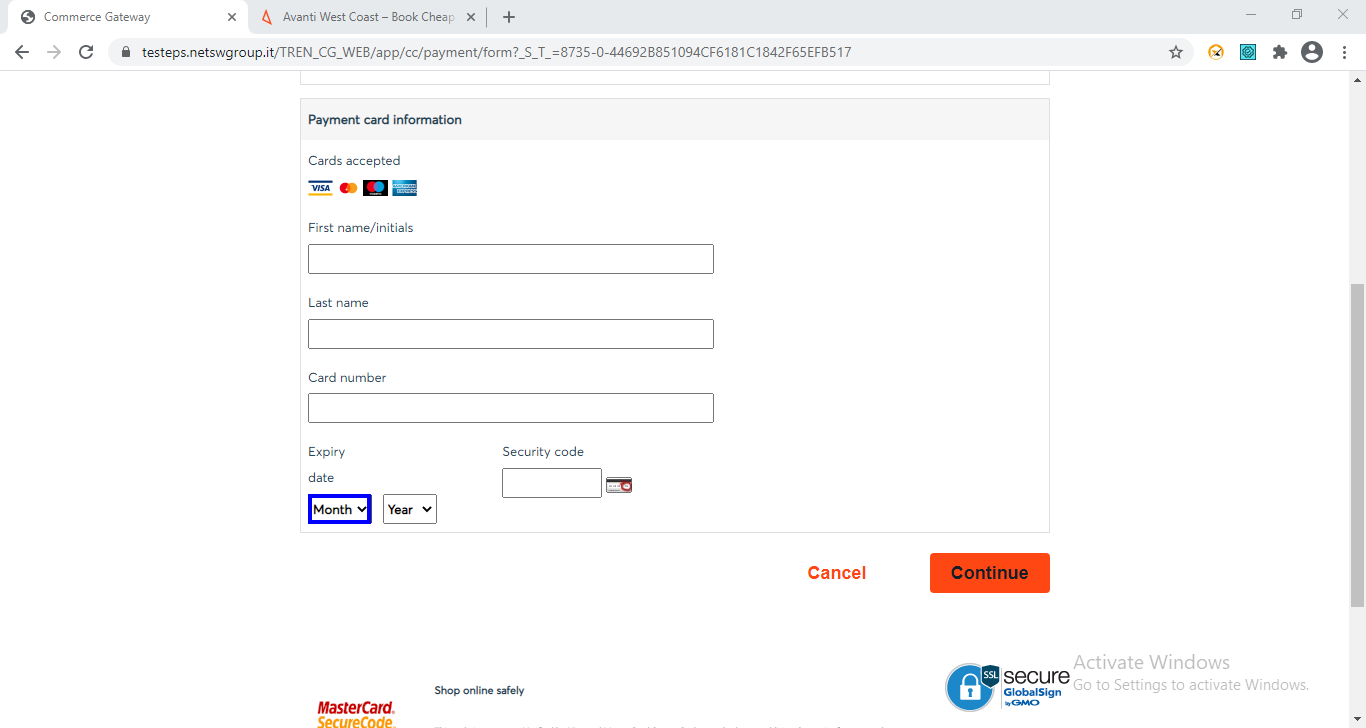 Commerce Gateway
Avanti West Coast – Book Cheap
testeps.netswgroup.it/TREN_CG_WEB/app/cc/payment/form?_S_T_=8735-0-44692B851094CF6181C1842F65EFB517
Payment card information
Cards accepted
VISA
First name/initials
Last name
Card number
Expiry
date
Security code
Month
Year
Cancel
Continue
Activate Windows
Go to Settings to activate Windows.
SSL
secure
GlobalSign
by GMO
Shop online safely
MasterCard.
SecureCode.